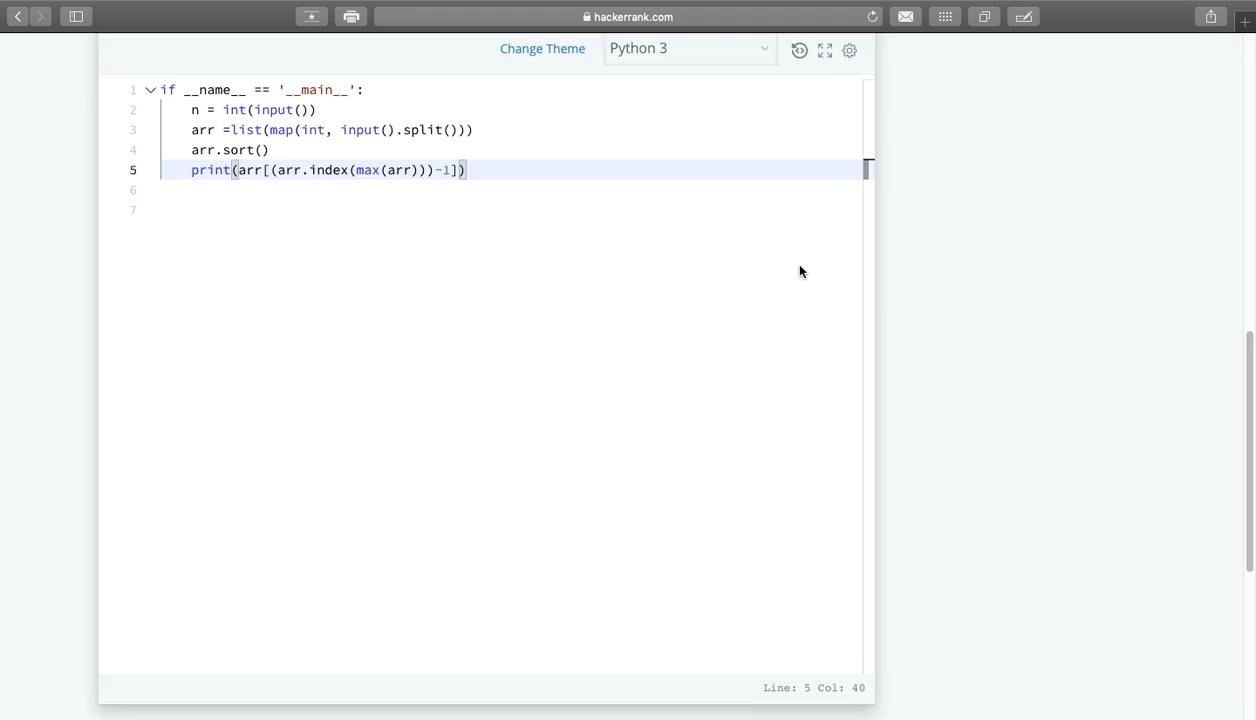 hackerrank.com
Change Theme
Python 3
1 if __name__ == '__main__':
2 n = int(input())
3 arr =list(map(int, input().split()))
4 arr.sort()
5 print(arr[(arr.index(max(arr)))-1])
6
7
Line: 5 Col: 40